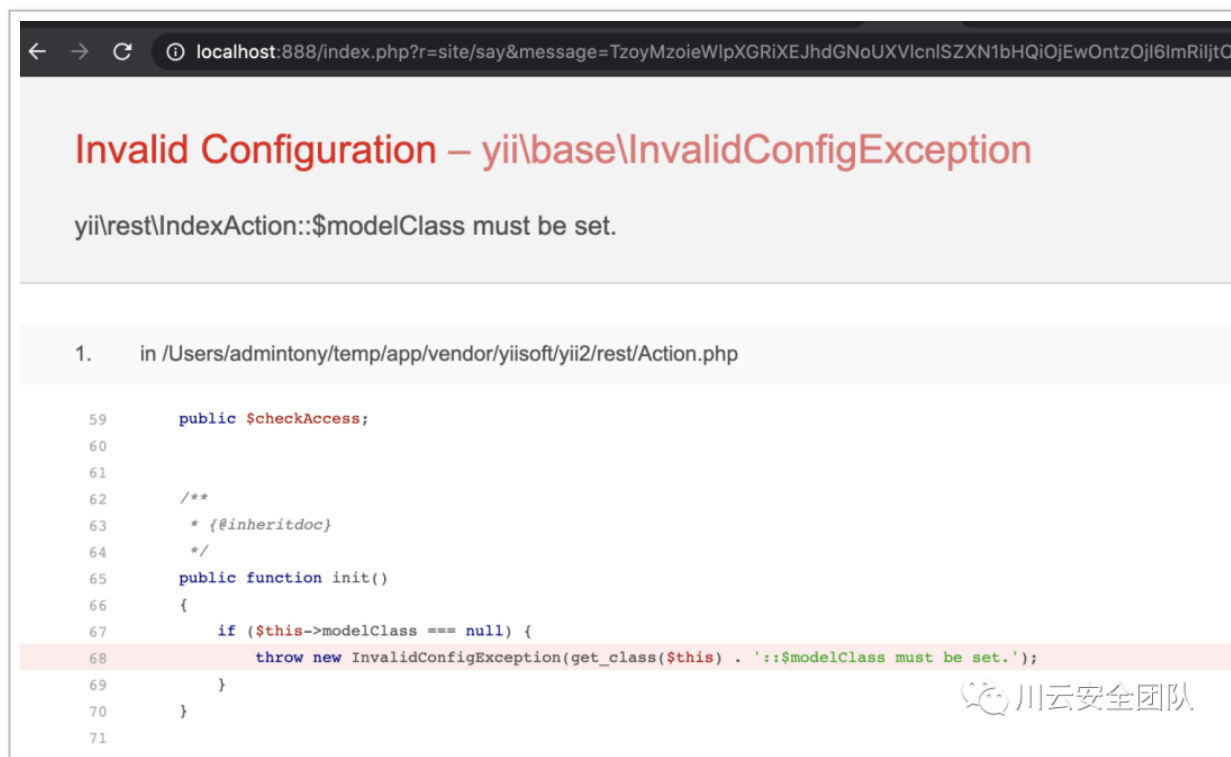 localhost:888/index.php?r=site/say&message=TzoyMzoieWlpXGRiXEJhdGNoUXVlcnlSZXN1bHQiOjEwOntzOjI6ImRiIjtO
Invalid Configuration – yii\base\InvalidConfigException
yii\rest\IndexAction::$modelClass must be set.
1. in /Users/admintony/temp/app/vendor/yiisoft/yii2/rest/Action.php
59 public $checkAccess;
60
61
62 /**
63 * {@inheritdoc}
64 */
65 public function init()
66 {
67 if ($this->modelClass === null) {
68 throw new InvalidConfigException(get_class($this) . '::$modelClass must be set.');
69 }
70 }
71
川云安全团队